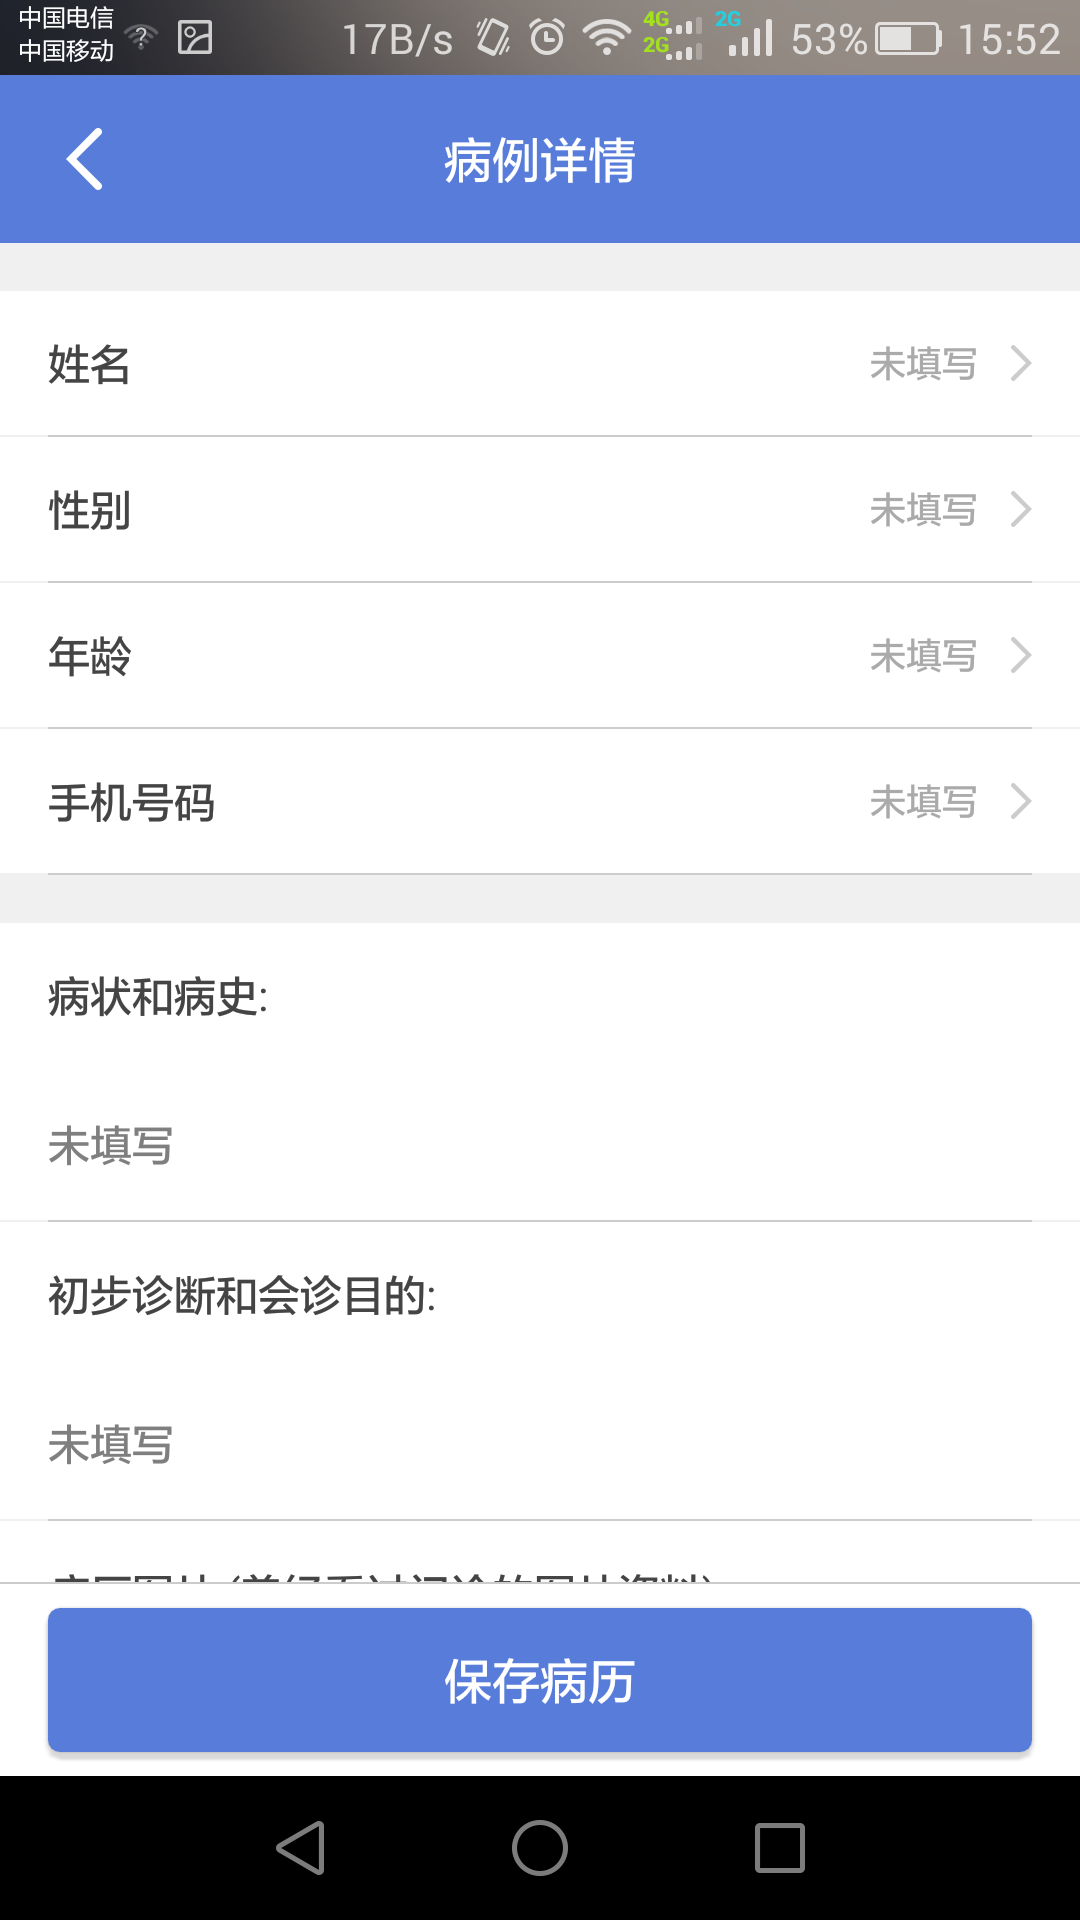 中国电信
中国移动
17B/s
4G
2G
2G
53%
15:52
病例详情
姓名 未填写
性别 未填写
年龄 未填写
手机号码 未填写
病状和病史:
未填写
初步诊断和会诊目的:
未填写
保存病历